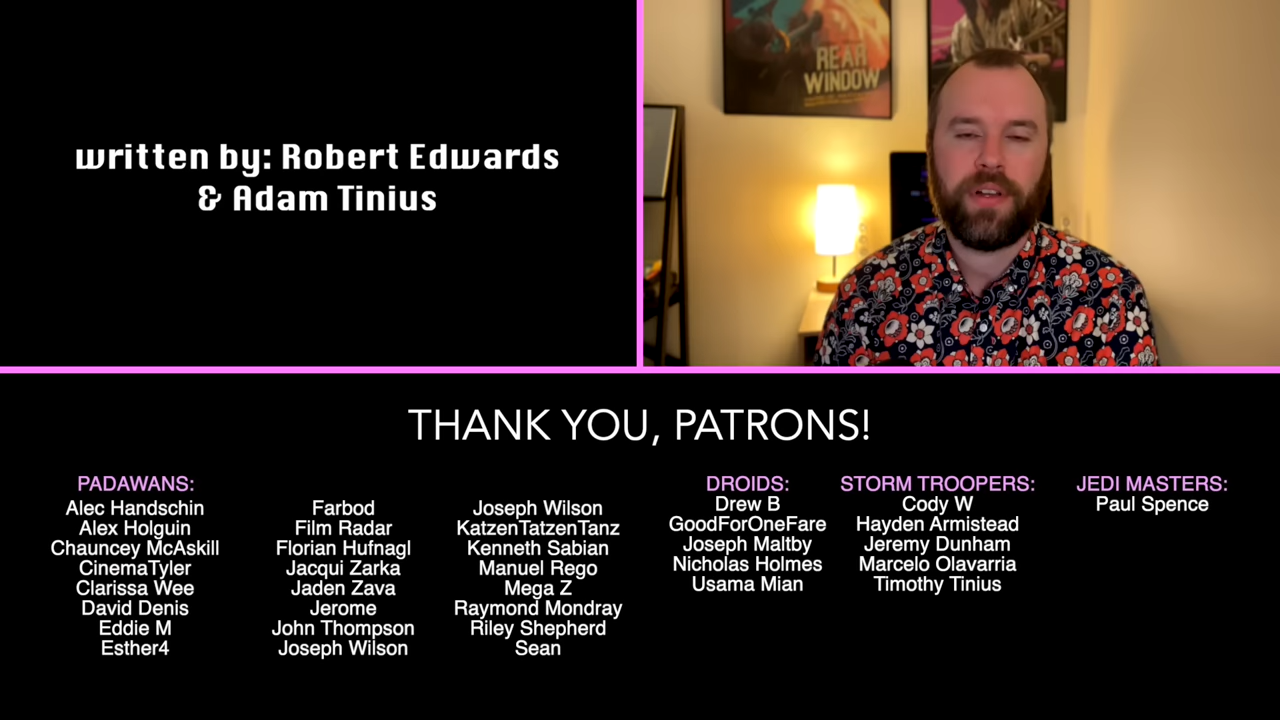 written by: Robert Edwards
& Adam Tinius
REAR
WINDOW
THANK YOU, PATRONS!
PADAWANS:
Alec Handschin
Alex Holguin
Chauncey McAskill
CinemaTyler
Clarissa Wee
David Denis
Eddie M
Esther4
Farbod
Film Radar
Florian Hufnagl
Jacqui Zarka
Jaden Zava
Jerome
John Thompson
Joseph Wilson
Joseph Wilson
KatzenTatzenTanz
Kenneth Sabian
Manuel Rego
Mega Z
Raymond Mondray
Riley Shepherd
Sean
DROIDS:
Drew B
GoodForOneFare
Joseph Maltby
Nicholas Holmes
Usama Mian
STORM TROOPERS:
Cody W
Hayden Armistead
Jeremy Dunham
Marcelo Olavarria
Timothy Tinius
JEDI MASTERS:
Paul Spence